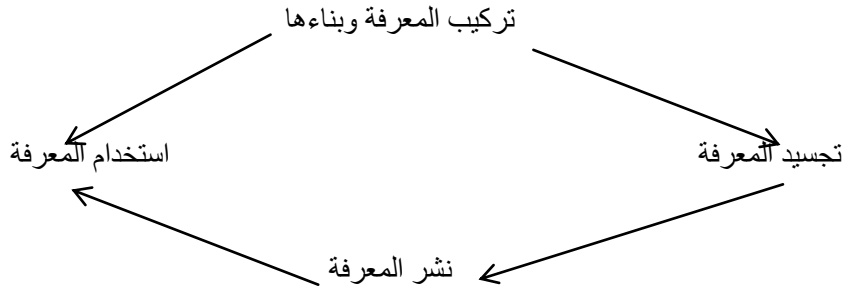 تركيب المعرفة وبناءها
تجسيد المعرفة
استخدام المعرفة
نشر المعرفة